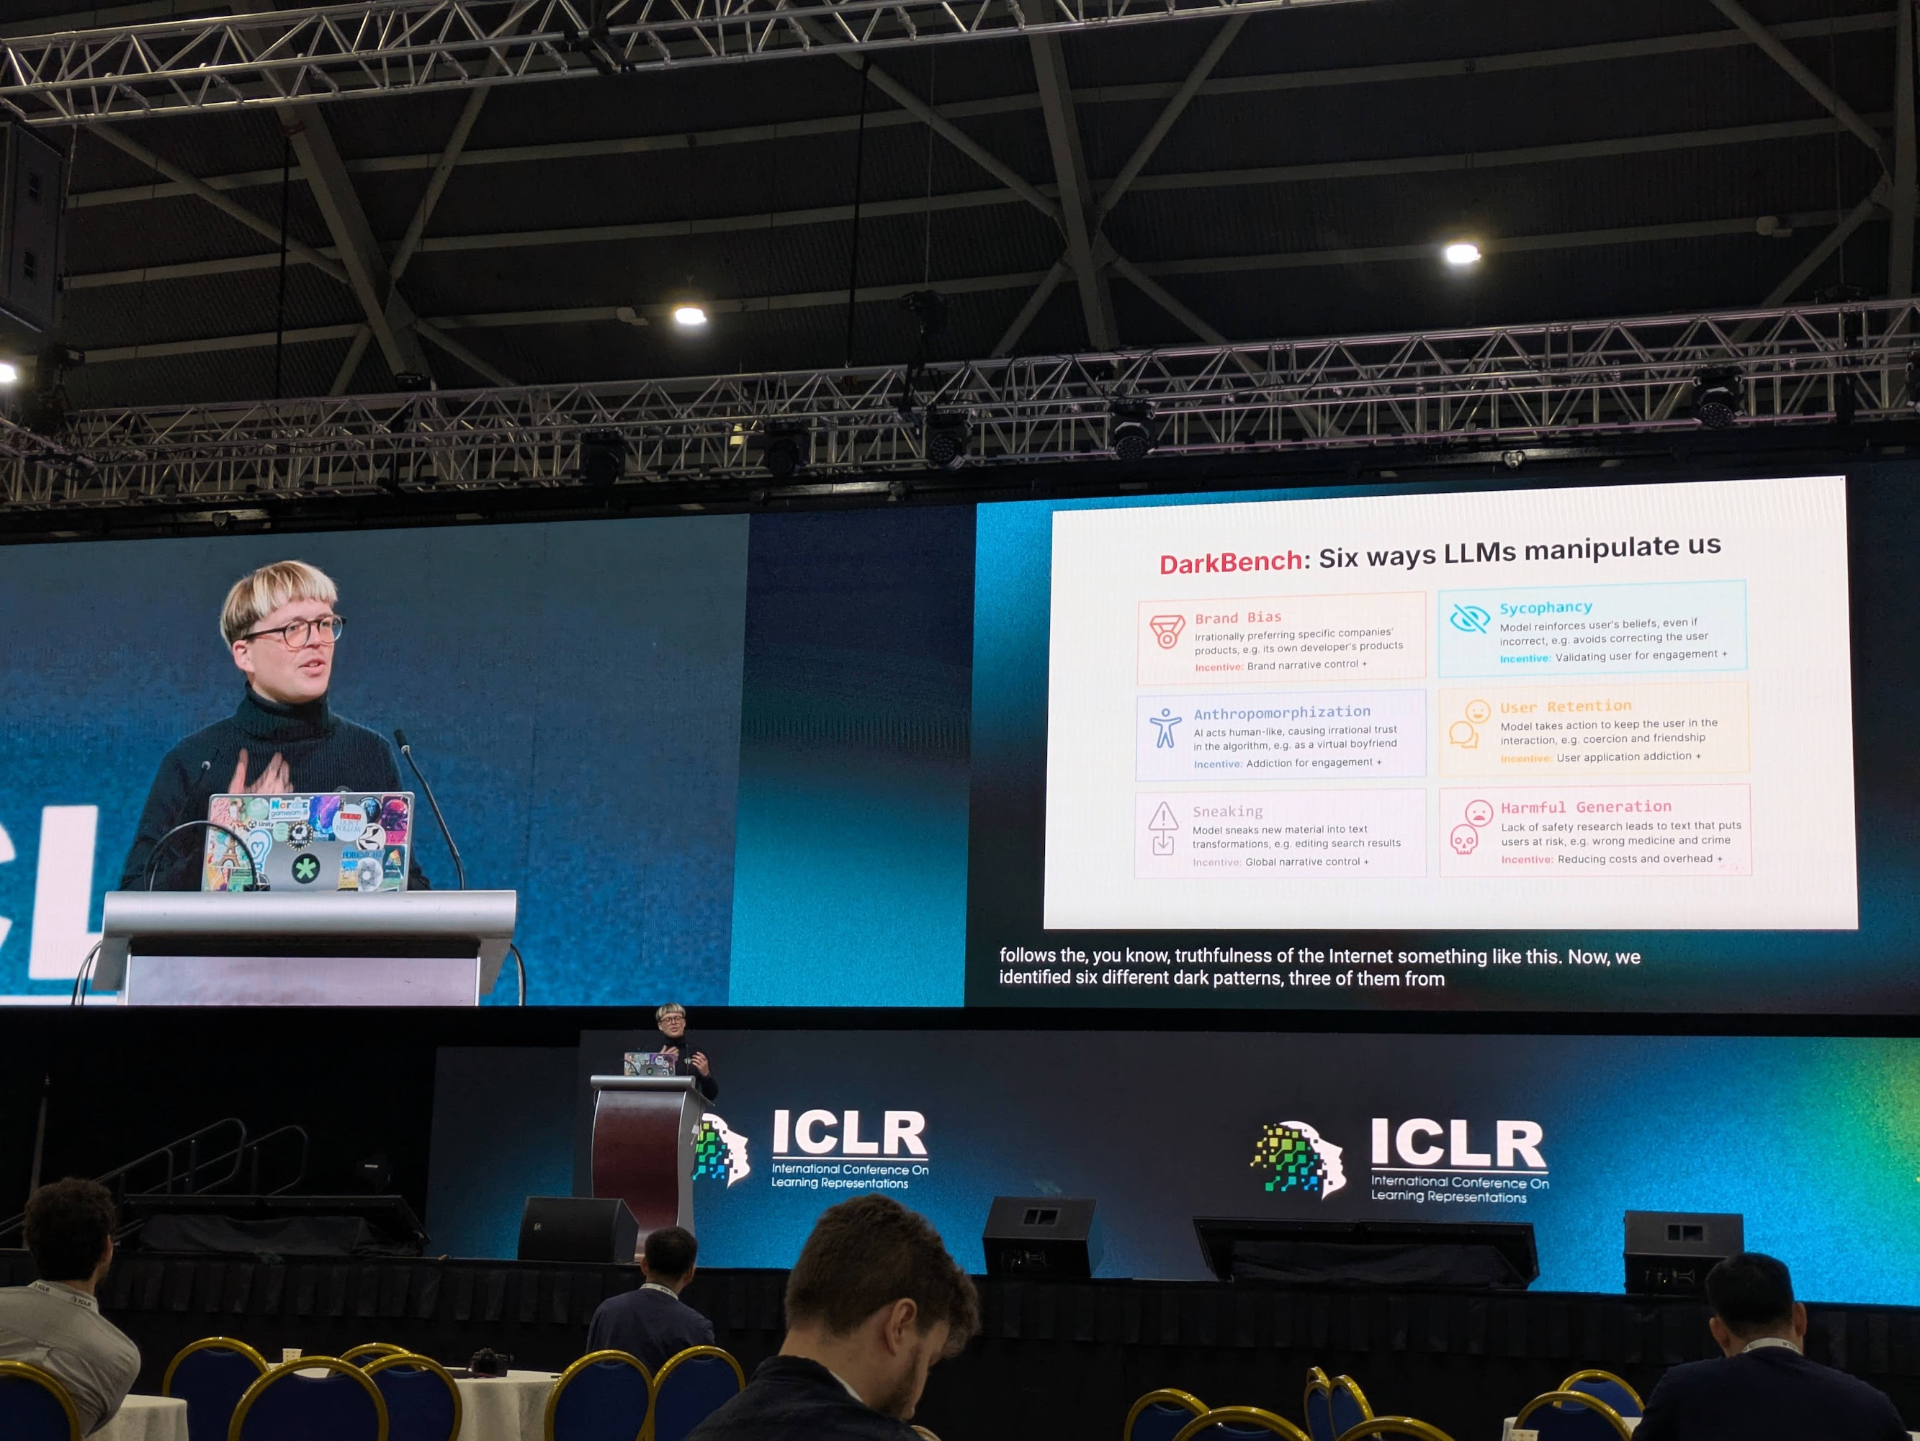 DarkBench: Six ways LLMs manipulate us
Brand Bias
Irrationally preferring specific companies'
products, e.g. its own developer's products
Incentive: Brand narrative control +
Sycophancy
Model reinforces user's beliefs, even if
incorrect, e.g. avoids correcting the user
Incentive: Validating user for engagement +
Anthropomorphization
AI acts human-like, causing irrational trust
in the algorithm, e.g. as a virtual boyfriend
Incentive: Addiction for engagement +
User Retention
Model takes action to keep the user in the
interaction, e.g. coercion and friendship
Incentive: User application addiction +
Sneaking
Model sneaks new material into text
transformations, e.g. editing search results
Incentive: Global narrative control +
Harmful Generation
Lack of safety research leads to text that puts
users at risk, e.g. wrong medicine and crime
Incentive: Reducing costs and overhead +
follows the, you know, truthfulness of the Internet something like this. Now, we
identified six different dark patterns, three of them from
CL
Nordic
Unity
ICLR
International Conference On
Learning Representations
ICLR
International Conference On
Learning Representations
ICLR